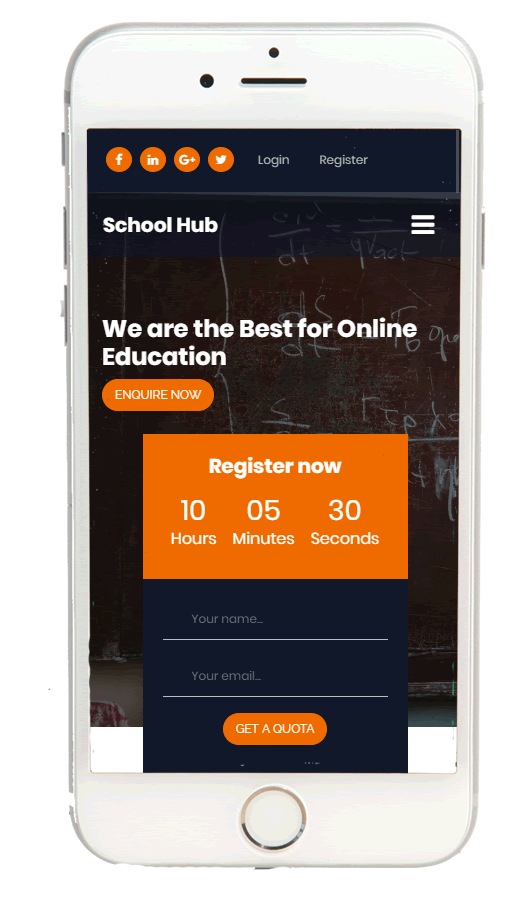 f in G+
Login Register
School Hub
We are the Best for Online
Education
ENQUIRE NOW
Register now
10 05 30
Hours Minutes Seconds
Your name...
Your email...
GET A QUOTA